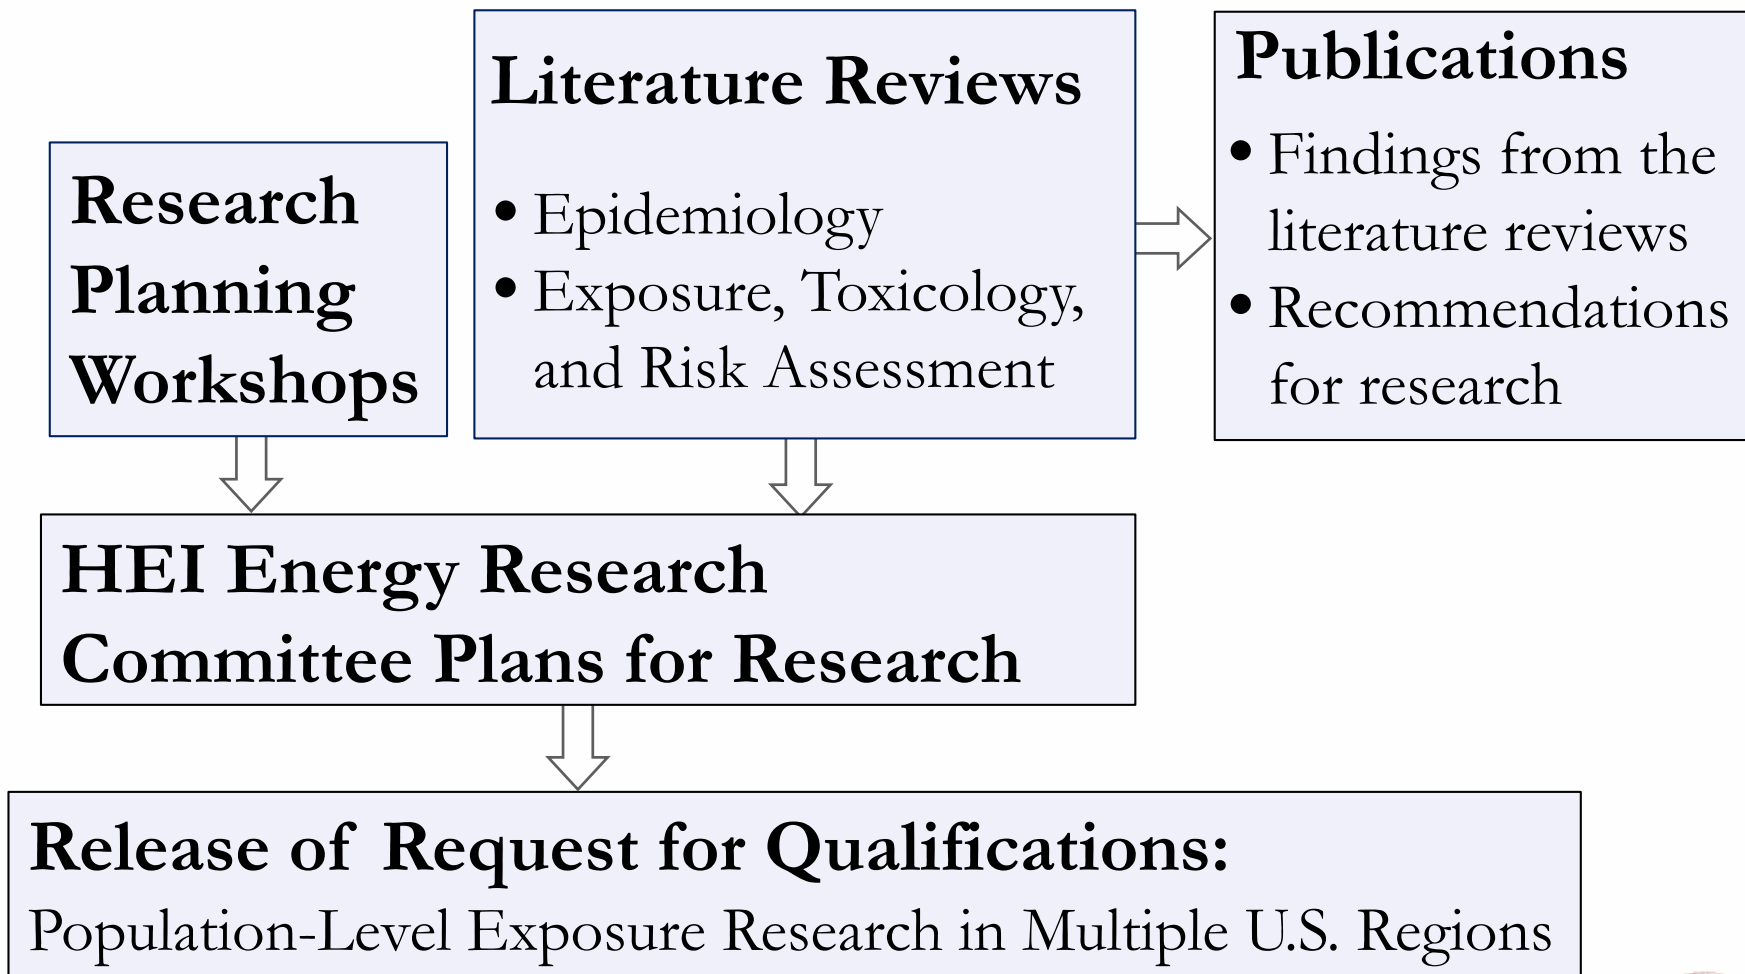 Research
Planning
Workshops
Literature Reviews
• Epidemiology
• Exposure, Toxicology,
and Risk Assessment
Publications
• Findings from the
literature reviews
• Recommendations
for research
HEI Energy Research
Committee Plans for Research
Release of Request for Qualifications:
Population-Level Exposure Research in Multiple U.S. Regions